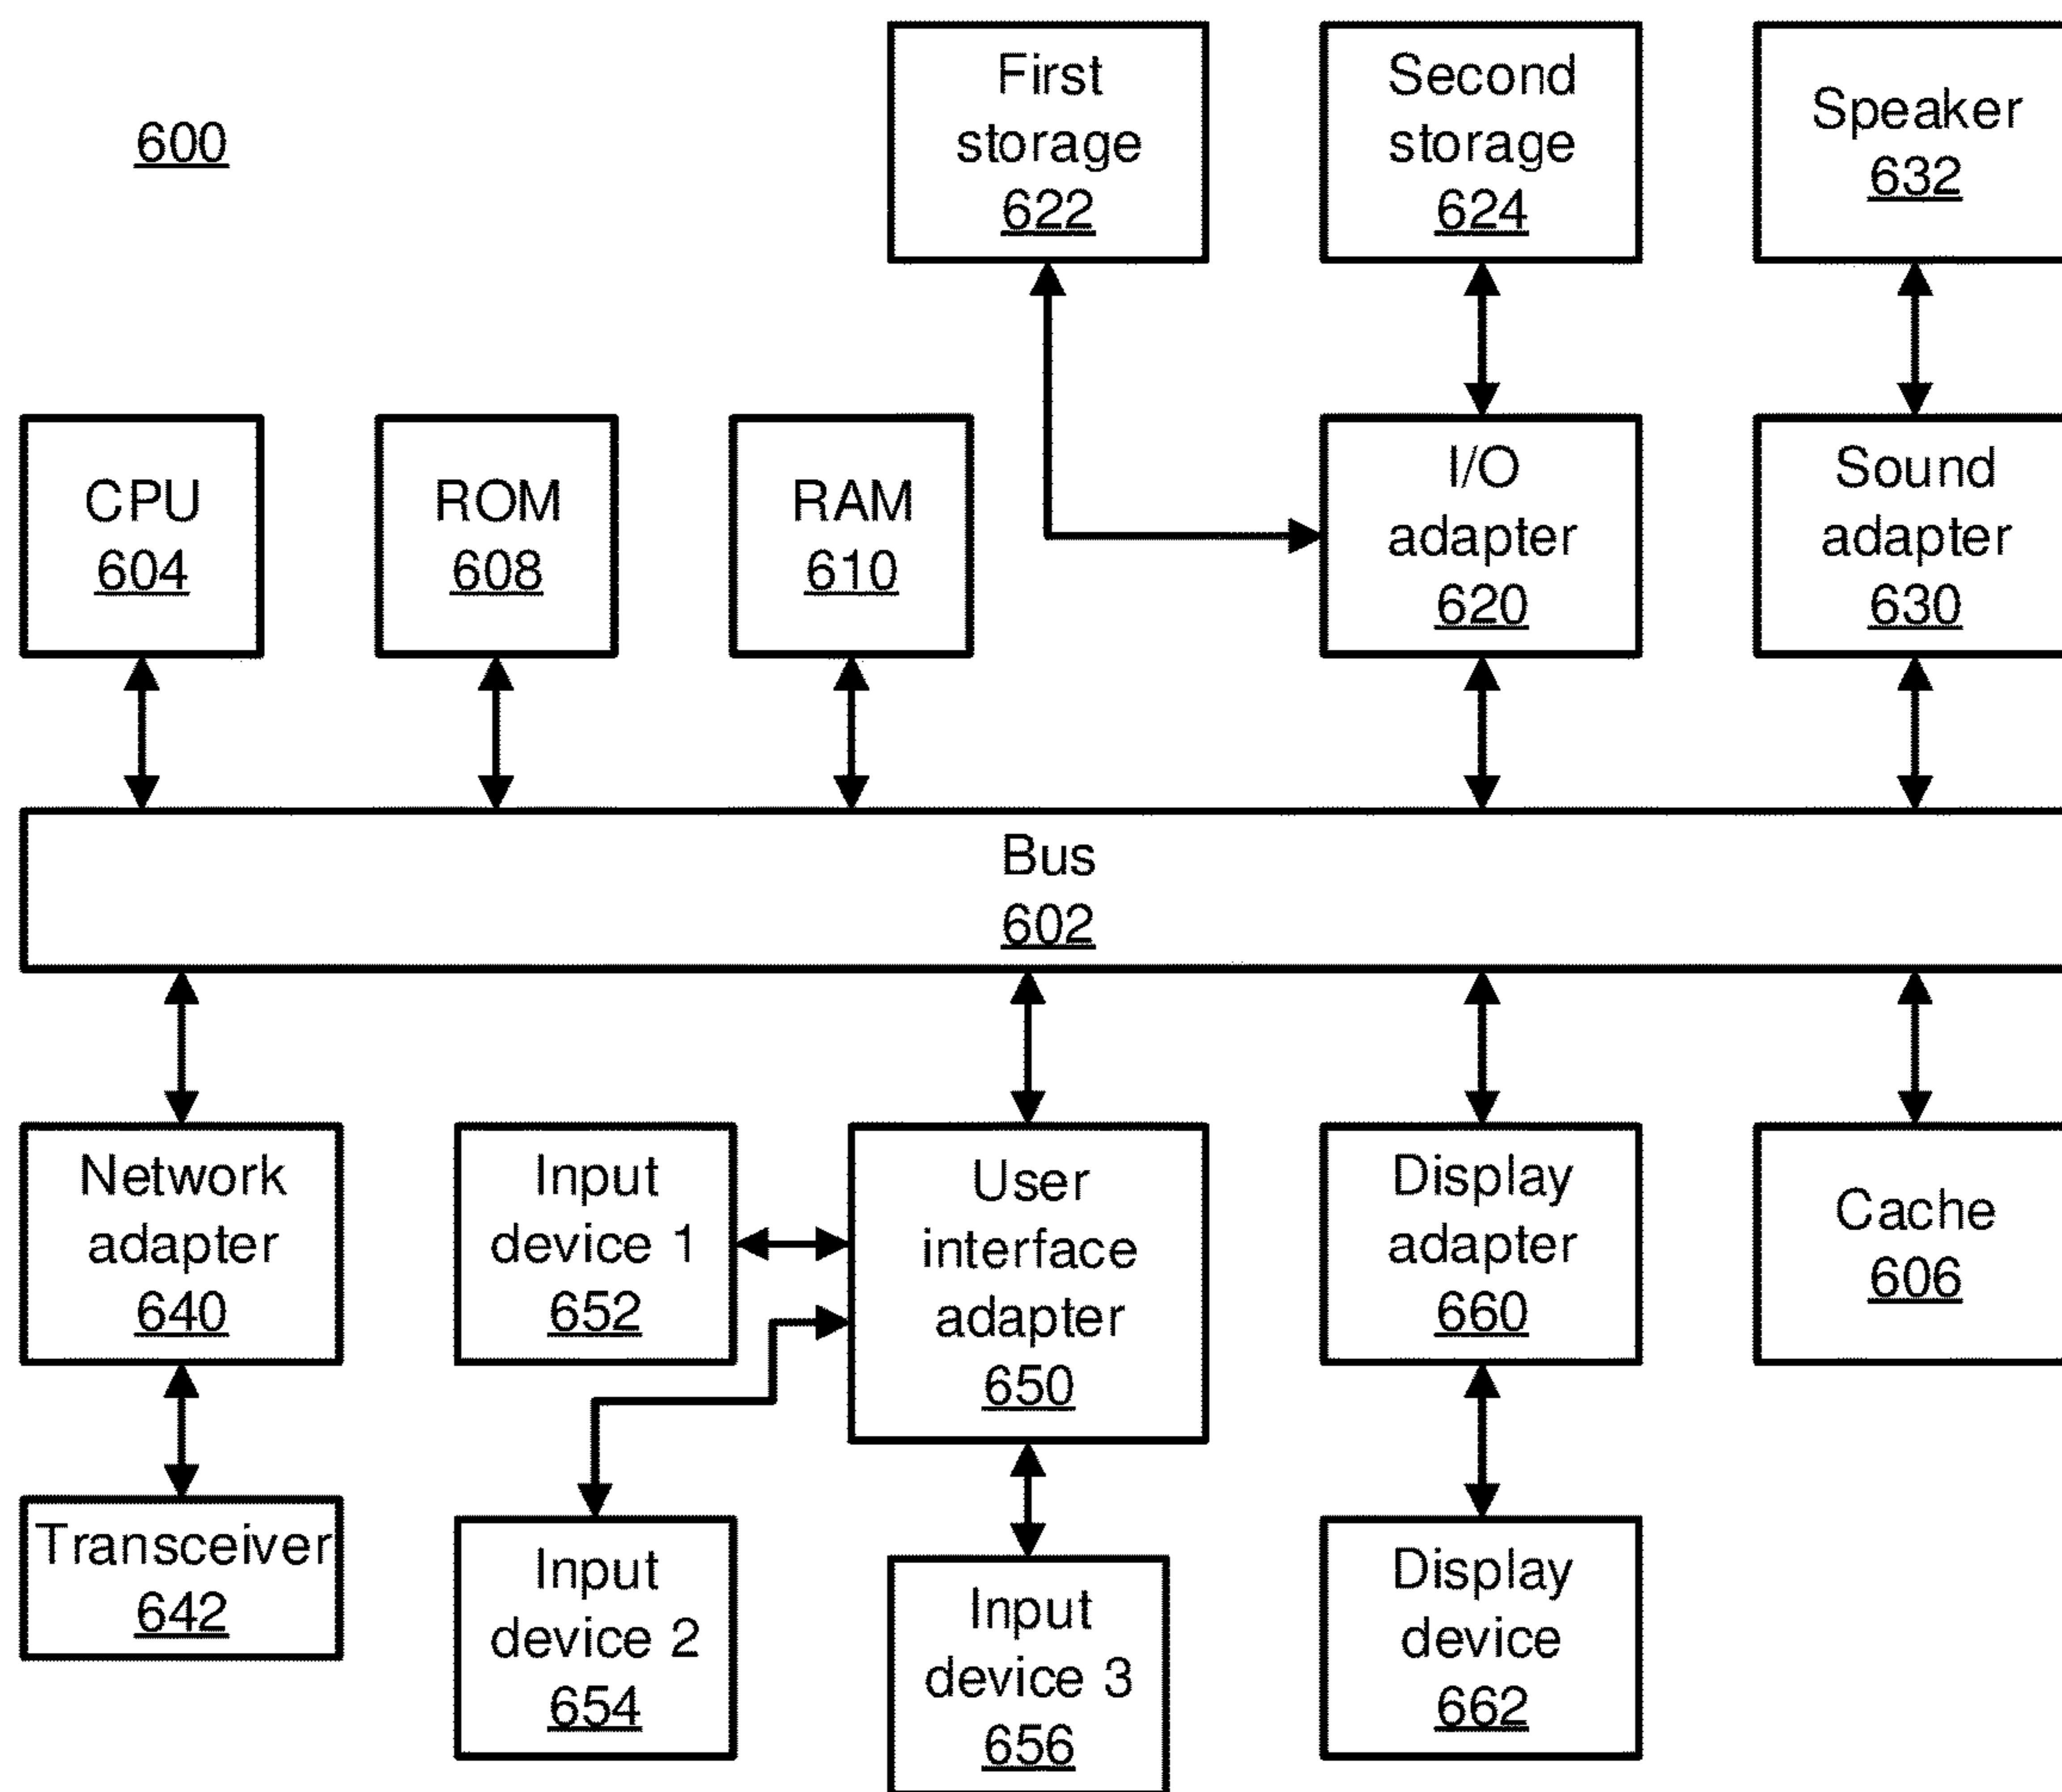 600
First
storage
622
Second
storage
624
Speaker
632
CPU
604
ROM
608
RAM
610
I/O
adapter
620
Sound
adapter
630
Bus
602
Network
adapter
640
Input
device 1
652
User
interface
adapter
650
Display
adapter
660
Cache
606
Transceiver
642
Input
device 2
654
Input
device 3
656
Display
device
662